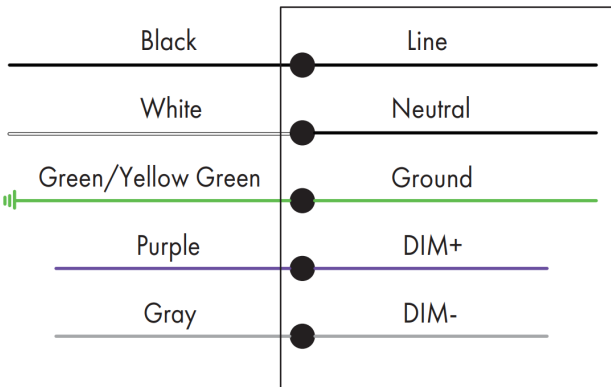 Black Line
White Neutral
Green/Yellow Green Ground
Purple DIM+
Gray DIM-